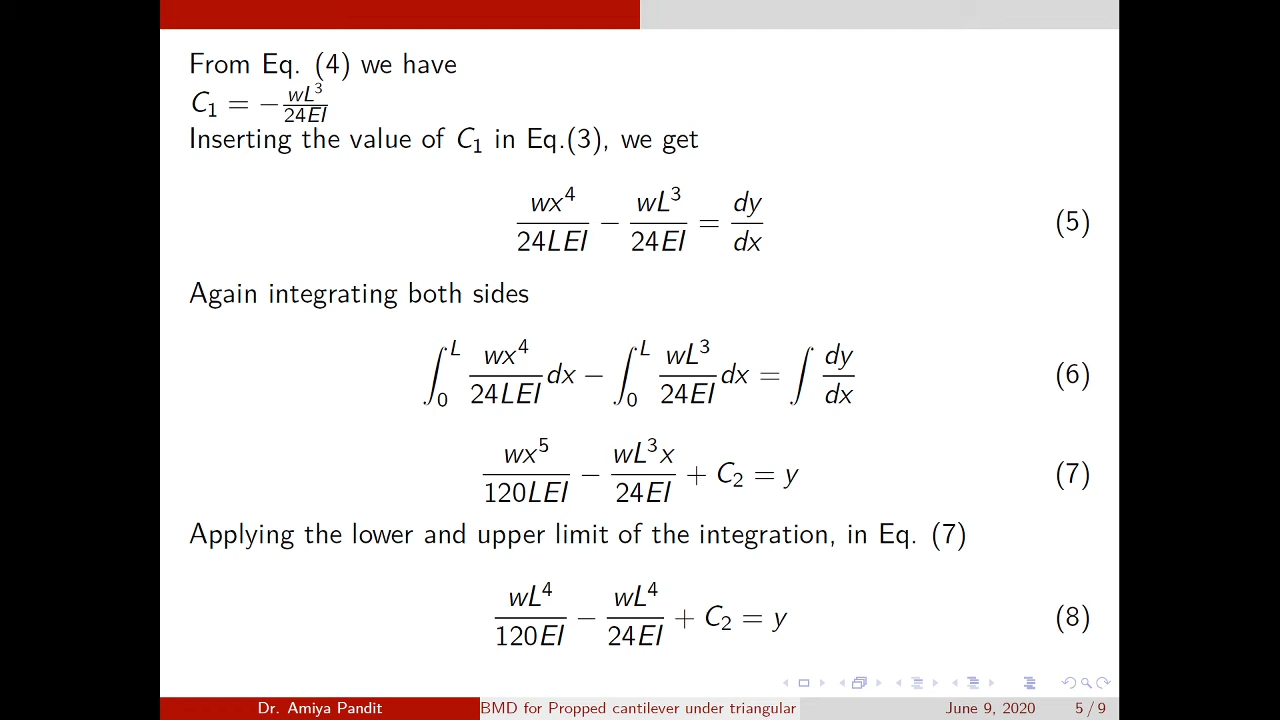 From Eq. (4) we have
C₁ = −wL³/24EI
Inserting the value of C₁ in Eq.(3), we get
wx⁴/24LEI − wL³/24EI = dy/dx (5)
Again integrating both sides
∫₀ᴸ wx⁴/24LEI dx − ∫₀ᴸ wL³/24EI dx = ∫ dy/dx (6)
wx⁵/120LEI − wL³x/24EI + C₂ = y (7)
Applying the lower and upper limit of the integration, in Eq. (7)
wL⁴/120EI − wL⁴/24EI + C₂ = y (8)
Dr. Amiya Pandit BMD for Propped cantilever under triangular June 9, 2020 5 / 9